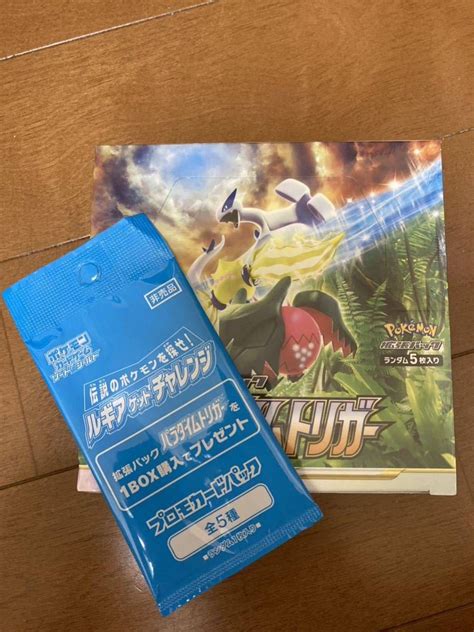 非売品
ポケモン
カードゲーム
伝説のポケモンを探せ!
ルギアゲットチャレンジ
拡張パック パラダイムトリガーを
1BOX購入でプレゼント
プロモカードパック
全5種
Pokémon
拡張パック
ランダム5枚入り
イムトリガー